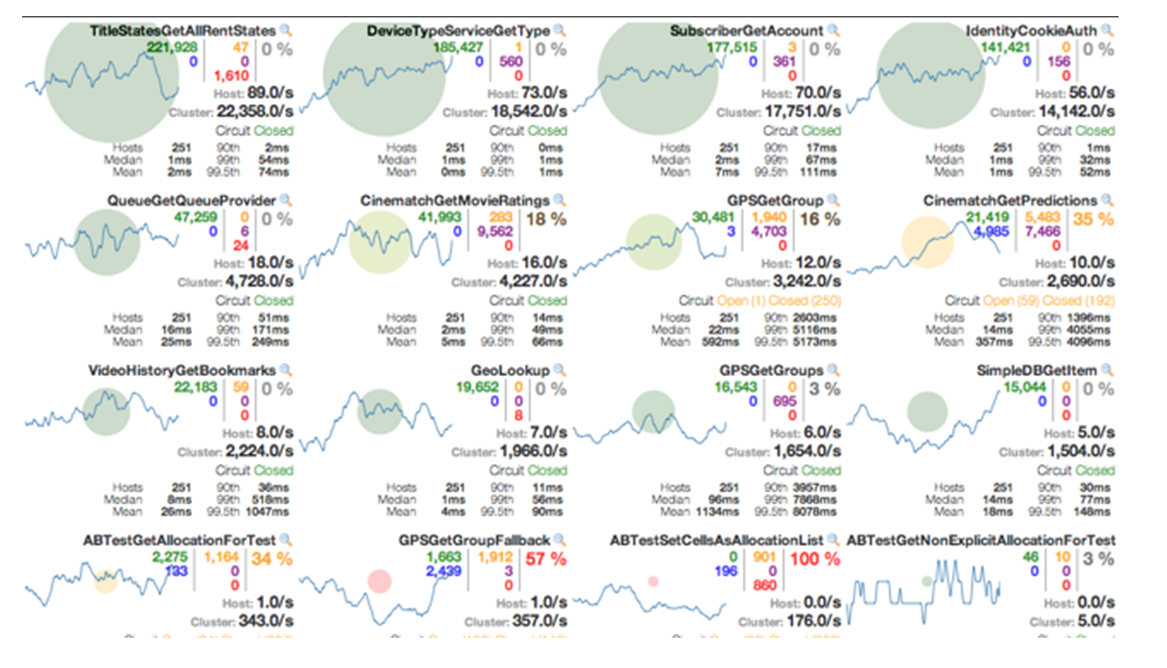 TitleStatesGetAllRentStates
221,928 47 0 %
0 0
1,610
Host: 89.0/s
Cluster: 22,358.0/s
Circuit Closed
Hosts 251 90th 2ms
Median 1ms 99th 54ms
Mean 2ms 99.5th 74ms
DeviceTypeServiceGetType
185,427 1 0 %
0 560
0
Host: 73.0/s
Cluster: 18,542.0/s
Circuit Closed
Hosts 251 90th 0ms
Median 1ms 99th 1ms
Mean 0ms 99.5th 1ms
SubscriberGetAccount
177,515 3 0 %
0 361
0
Host: 70.0/s
Cluster: 17,751.0/s
Circuit Closed
Hosts 251 90th 17ms
Median 2ms 99th 67ms
Mean 7ms 99.5th 111ms
IdentityCookieAuth
141,421 0 0 %
0 156
0
Host: 56.0/s
Cluster: 14,142.0/s
Circuit Closed
Hosts 251 90th 1ms
Median 1ms 99th 32ms
Mean 1ms 99.5th 52ms
QueueGetQueueProvider
47,259 0 0 %
0 6
24
Host: 18.0/s
Cluster: 4,728.0/s
Circuit Closed
Hosts 251 90th 51ms
Median 16ms 99th 171ms
Mean 25ms 99.5th 249ms
CinematchGetMovieRatings
41,993 283 18 %
0 9,562
0
Host: 16.0/s
Cluster: 4,227.0/s
Circuit Closed
Hosts 251 90th 14ms
Median 2ms 99th 49ms
Mean 5ms 99.5th 66ms
GPSGetGroup
30,481 1,940 16 %
3 4,703
0
Host: 12.0/s
Cluster: 3,242.0/s
Circuit Open (1) Closed (250)
Hosts 251 90th 2603ms
Median 22ms 99th 5116ms
Mean 592ms 99.5th 5173ms
CinematchGetPredictions
21,419 5,483 35 %
4,985 7,466
0
Host: 10.0/s
Cluster: 2,690.0/s
Circuit Open (59) Closed (192)
Hosts 251 90th 1396ms
Median 14ms 99th 4055ms
Mean 357ms 99.5th 4096ms
VideoHistoryGetBookmarks
22,183 59 0 %
0 0
0
Host: 8.0/s
Cluster: 2,224.0/s
Circuit Closed
Hosts 251 90th 36ms
Median 8ms 99th 518ms
Mean 26ms 99.5th 1047ms
GeoLookup
19,652 0 0 %
0 0
8
Host: 7.0/s
Cluster: 1,966.0/s
Circuit Closed
Hosts 251 90th 11ms
Median 1ms 99th 56ms
Mean 4ms 99.5th 90ms
GPSGetGroups
16,543 0 3 %
0 695
0
Host: 6.0/s
Cluster: 1,654.0/s
Circuit Closed
Hosts 251 90th 3957ms
Median 96ms 99th 7868ms
Mean 1134ms 99.5th 8078ms
SimpleDBGetItem
15,044 0 0 %
0 0
0
Host: 5.0/s
Cluster: 1,504.0/s
Circuit Closed
Hosts 251 90th 30ms
Median 14ms 99th 77ms
Mean 18ms 99.5th 148ms
ABTestGetAllocationForTest
2,275 1,164 34 %
133 0
0
Host: 1.0/s
Cluster: 343.0/s
GPSGetGroupFallback
1,663 1,912 57 %
2,439 3
0
Host: 1.0/s
Cluster: 357.0/s
ABTestSetCellsAsAllocationList
0 901 100 %
196 0
860
Host: 0.0/s
Cluster: 176.0/s
ABTestGetNonExplicitAllocationForTest
46 10 3 %
0 0
0
Host: 0.0/s
Cluster: 5.0/s